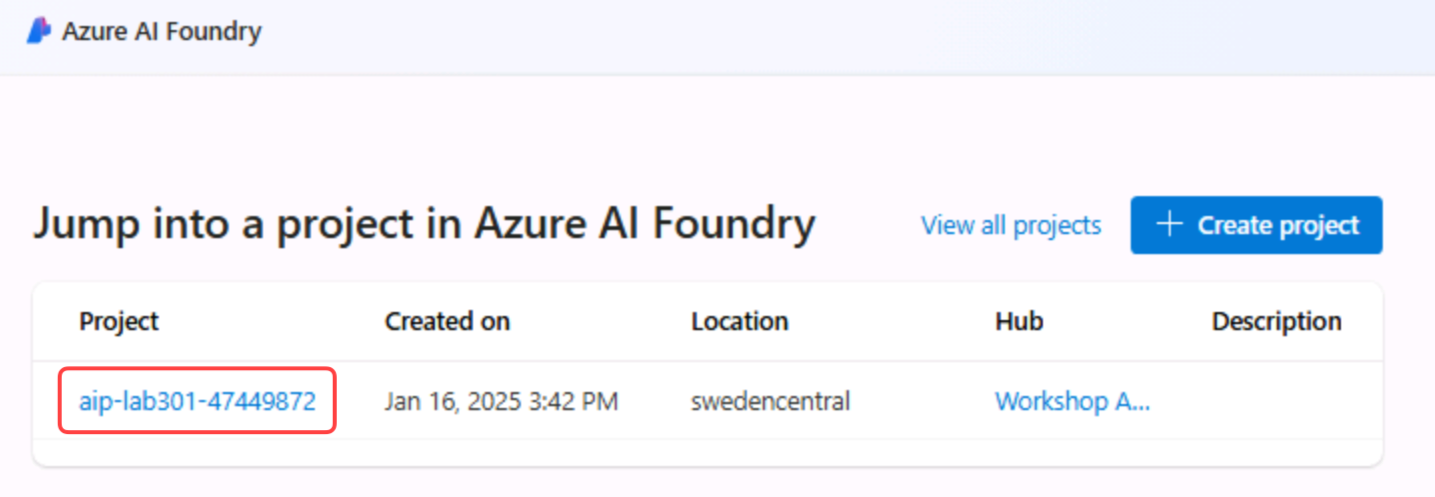 Azure AI Foundry
Jump into a project in Azure AI Foundry
View all projects
Create project
Project Created on Location Hub Description
aip-lab301-47449872 Jan 16, 2025 3:42 PM swedencentral Workshop A...